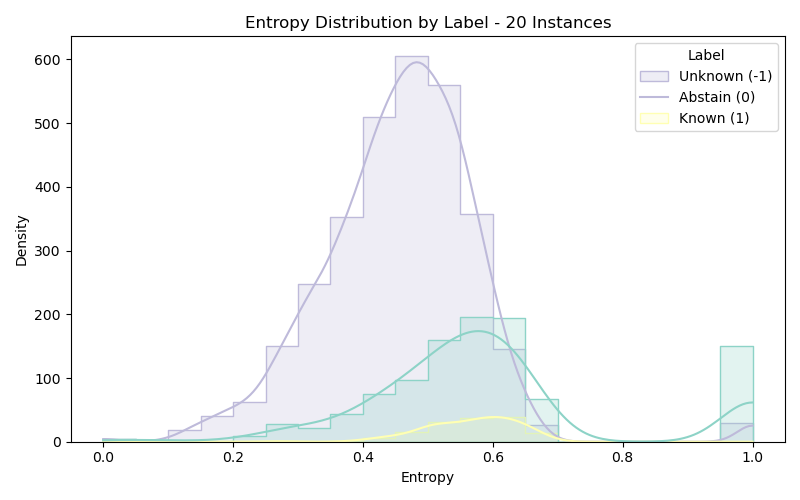 Entropy Distribution by Label - 20 Instances
Label
Unknown (-1)
Abstain (0)
Known (1)
Density
600
500
400
300
200
100
0
0.0 0.2 0.4 0.6 0.8 1.0
Entropy